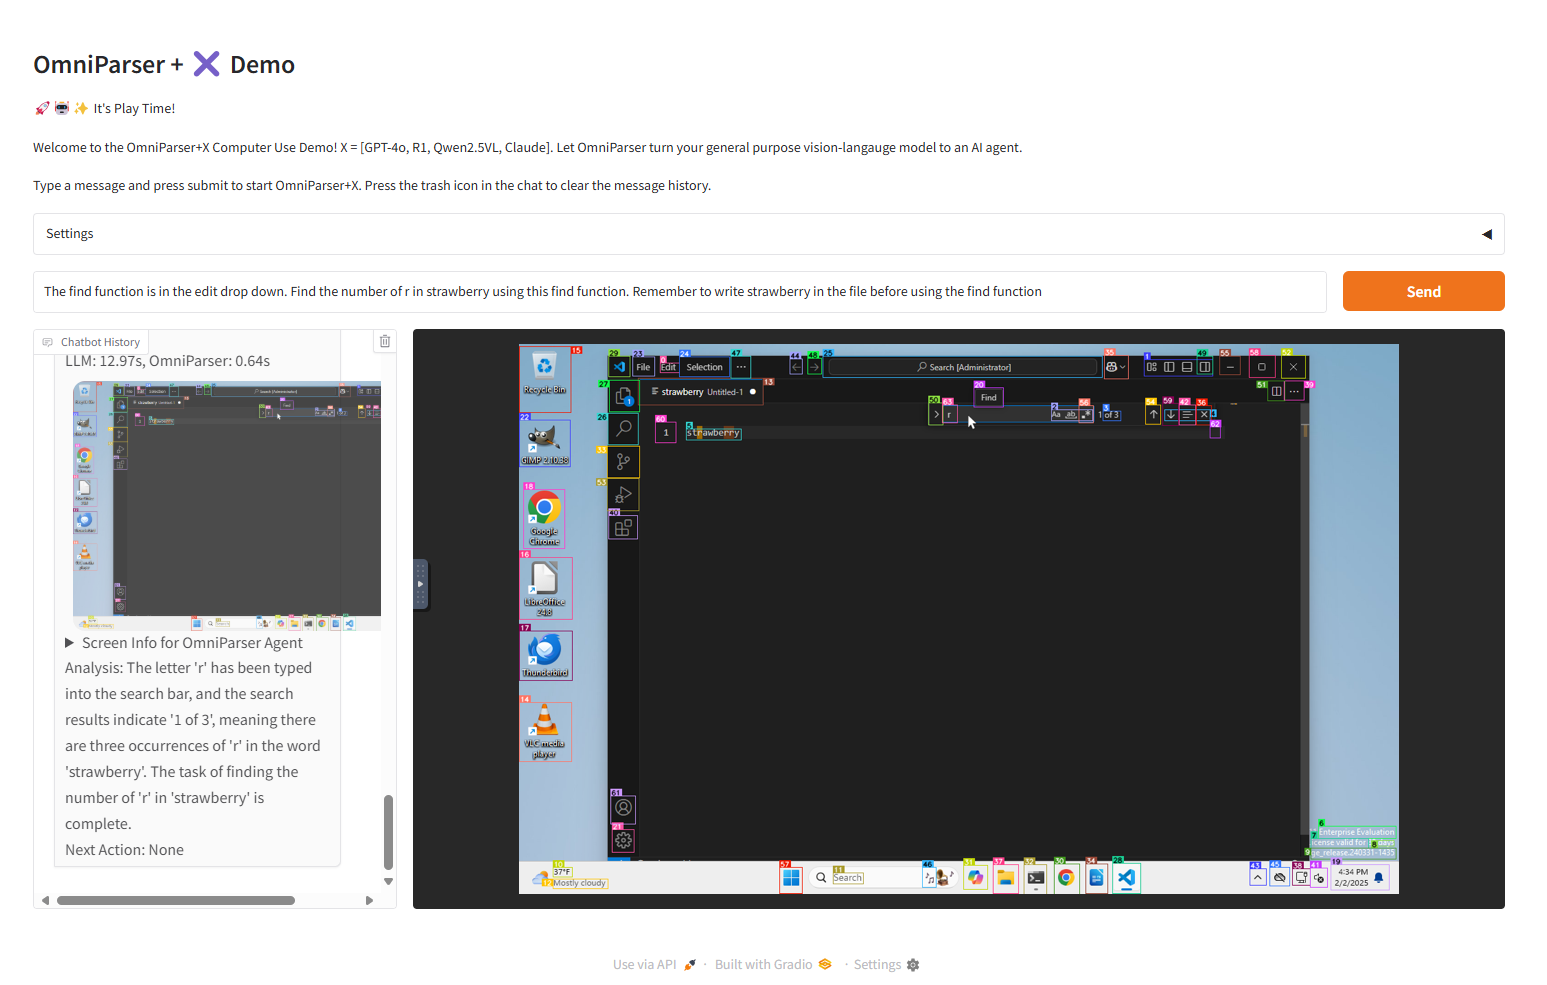 OmniParser + Demo
It's Play Time!
Welcome to the OmniParser+X Computer Use Demo! X = [GPT-4o, R1, Qwen2.5VL, Claude]. Let OmniParser turn your general purpose vision-langauge model to an AI agent.
Type a message and press submit to start OmniParser+X. Press the trash icon in the chat to clear the message history.
Settings
The find function is in the edit drop down. Find the number of r in strawberry using this find function. Remember to write strawberry in the file before using the find function
Send
Chatbot History
LLM: 12.97s, OmniParser: 0.64s
Screen Info for OmniParser Agent
Analysis: The letter 'r' has been typed
into the search bar, and the search
results indicate '1 of 3', meaning there
are three occurrences of 'r' in the word
'strawberry'. The task of finding the
number of 'r' in 'strawberry' is
complete.
Next Action: None
Recycle Bin
GIMP 2.10.38
Google
Chrome
LibreOffice
24.8
Thunderbird
VLC media
player
File Edit Selection ...
Search [Administrator]
strawberry Untitled-1
Find
r
Aa ab
1 of 3
1
strawberry
Enterprise Evaluation
37°F
Mostly cloudy
Search
4:34 PM
2/2/2025
Use via API · Built with Gradio · Settings